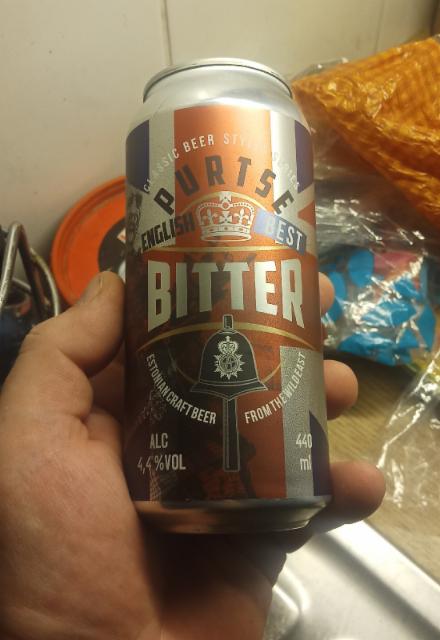 CLASSIC BEER STYLE SERIES
PURTSE
ENGLISH BEST
BITTER
ESTONIAN CRAFT BEER FROM THE WILD EAST
ALC
4,4 %VOL
440
ml